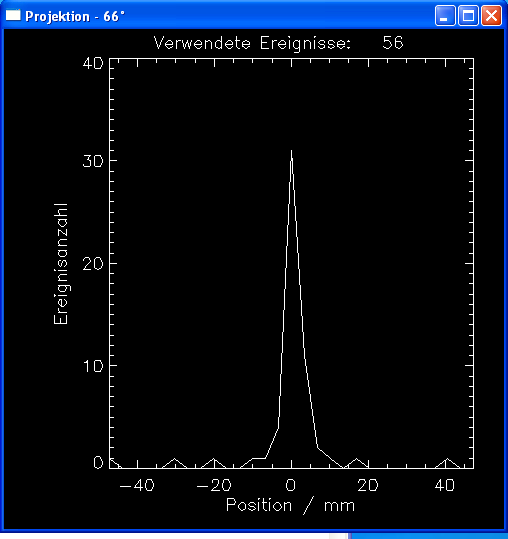 Projektion - 66°
Verwendete Ereignisse: 56
40
30
20
10
0
Ereignisanzahl
−40 −20 0 20 40
Position / mm